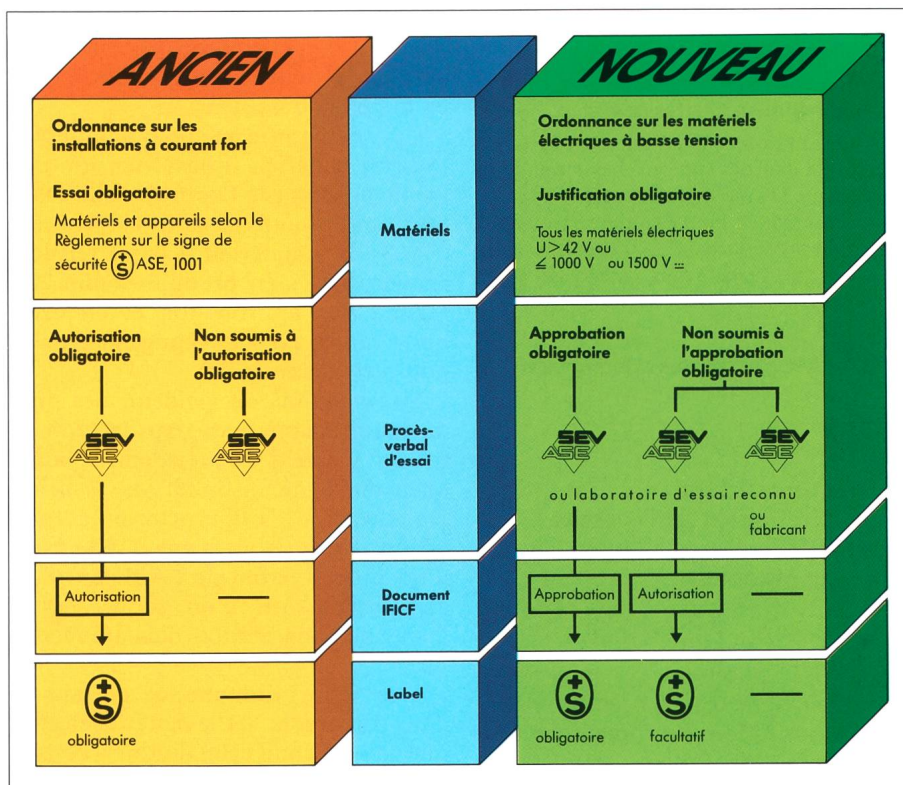 ANCIEN
Ordonnance sur les
installations à courant fort
Essai obligatoire
Matériels et appareils selon le
Règlement sur le signe de
sécurité +S ASE, 1001
Matériels
NOUVEAU
Ordonnance sur les matériels
électriques à basse tension
Justification obligatoire
Tous les matériels électriques
U > 42 V ou
≦ 1000 V ou 1500 V ⎓
Autorisation
obligatoire
Non soumis à
l'autorisation
obligatoire
SEV
ASE
SEV
ASE
Procès-
verbal
d'essai
Approbation
obligatoire
Non soumis à
l'approbation
obligatoire
SEV
ASE
SEV
ASE
SEV
ASE
ou laboratoire d'essai reconnu
ou
fabricant
Autorisation
Document
IFICF
Approbation
Autorisation
+S
obligatoire
Label
+S
obligatoire
+S
facultatif